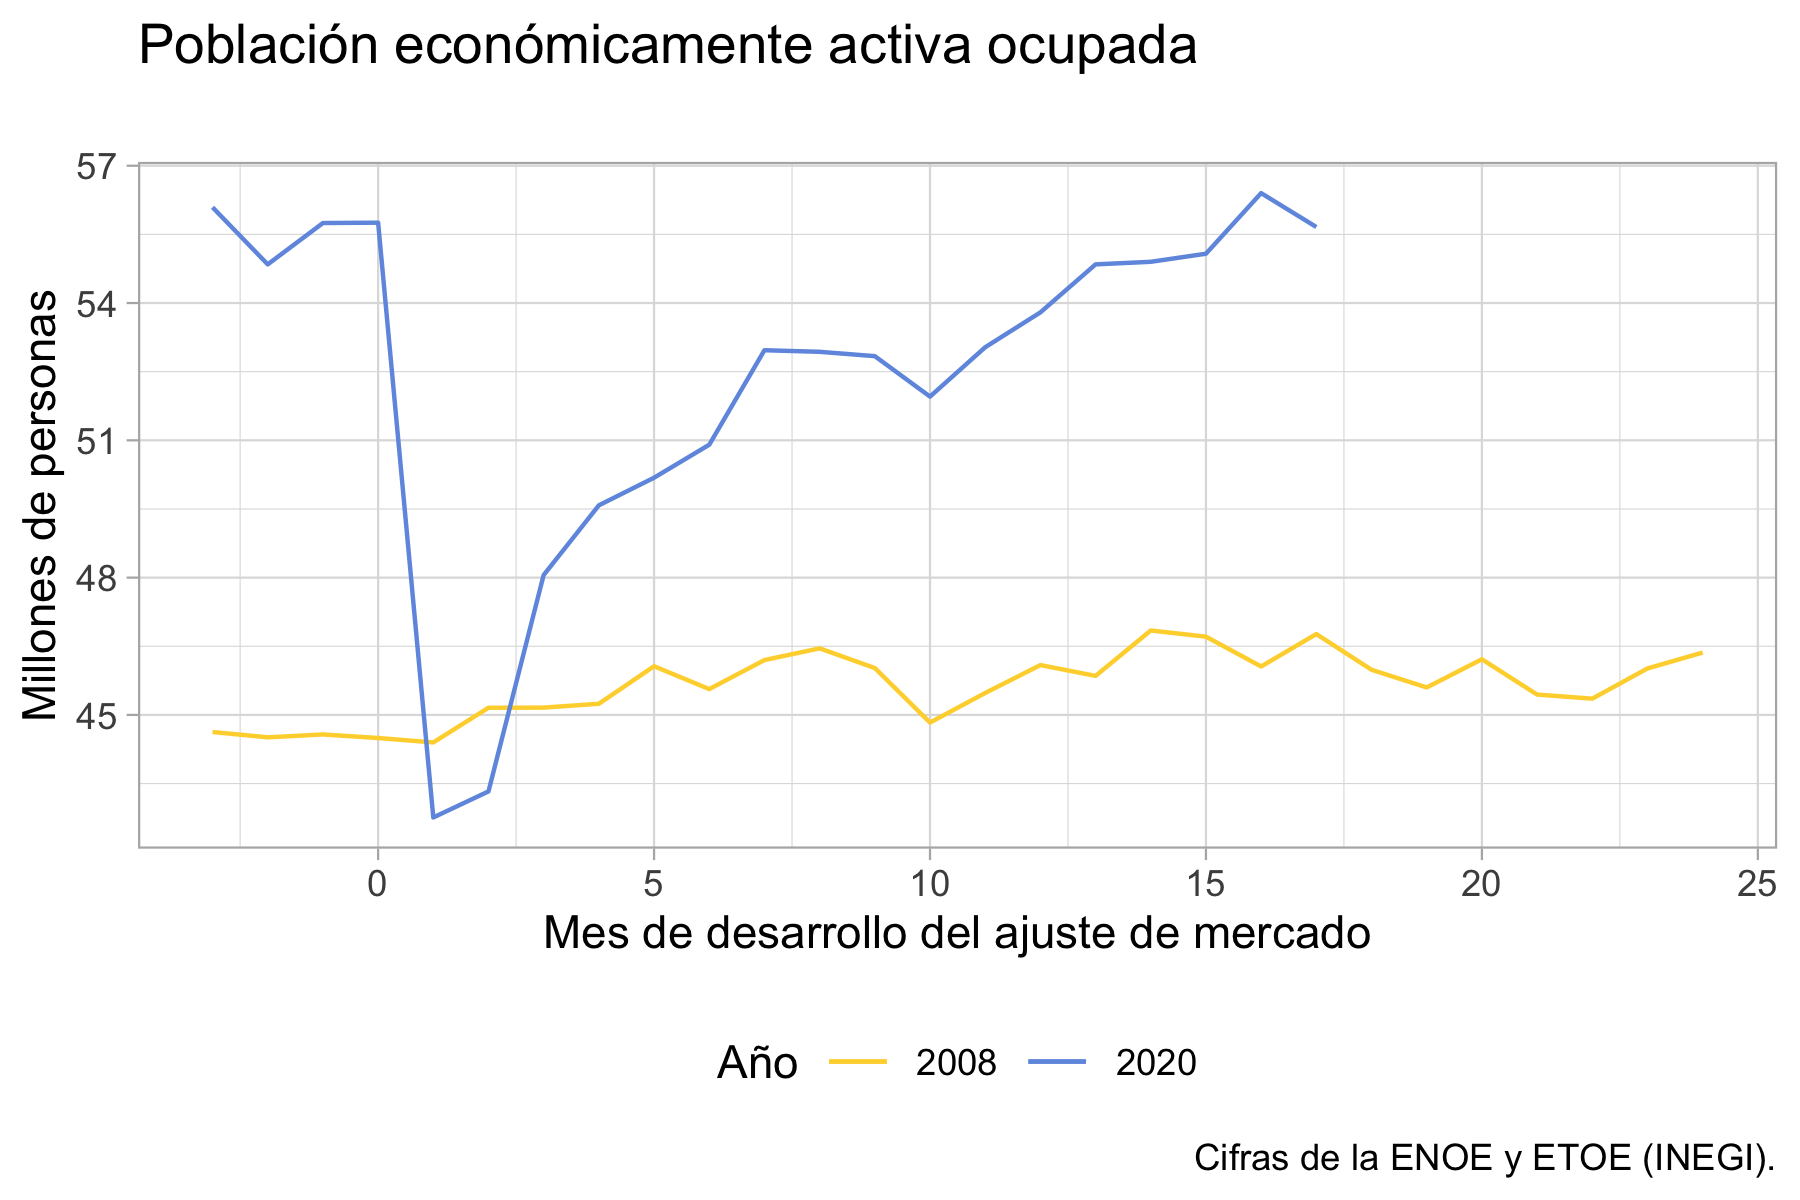 Población económicamente activa ocupada
57
54
51
48
45
Millones de personas
0 5 10 15 20 25
Mes de desarrollo del ajuste de mercado
Año 2008 2020
Cifras de la ENOE y ETOE (INEGI).